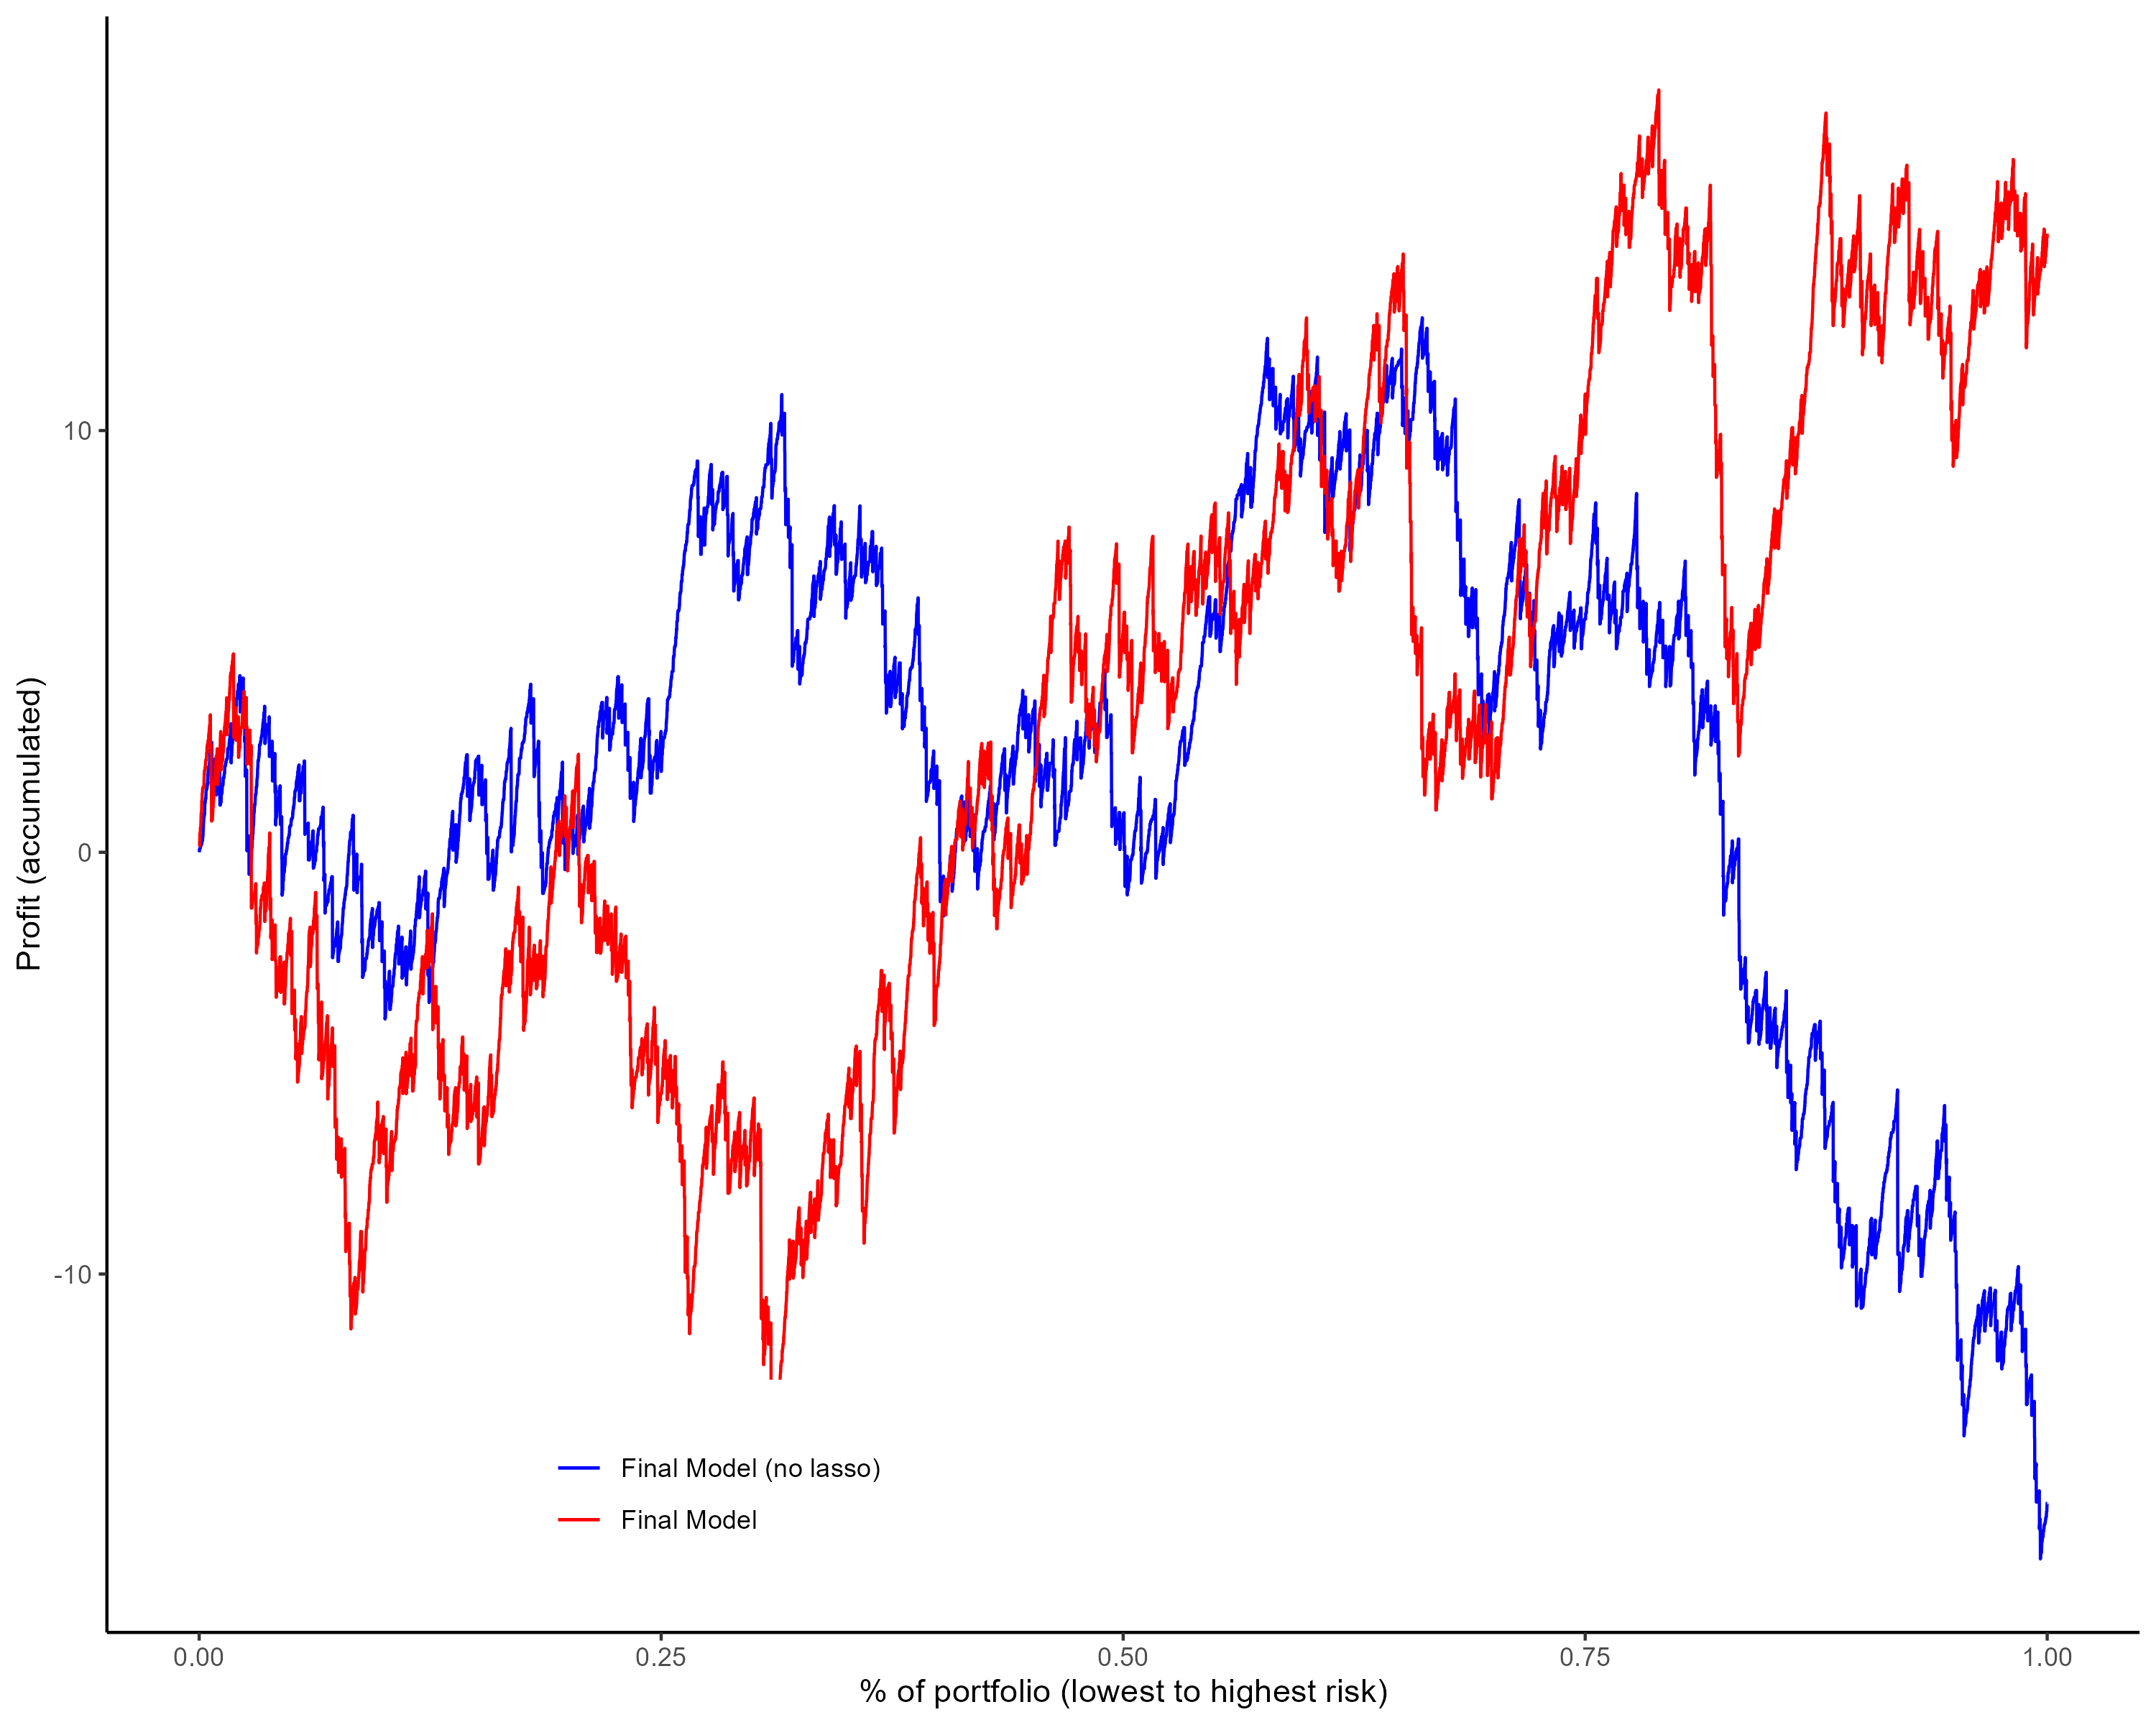 Profit (accumulated)
10
0
-10
Final Model (no lasso)
Final Model
0.00 0.25 0.50 0.75 1.00
% of portfolio (lowest to highest risk)